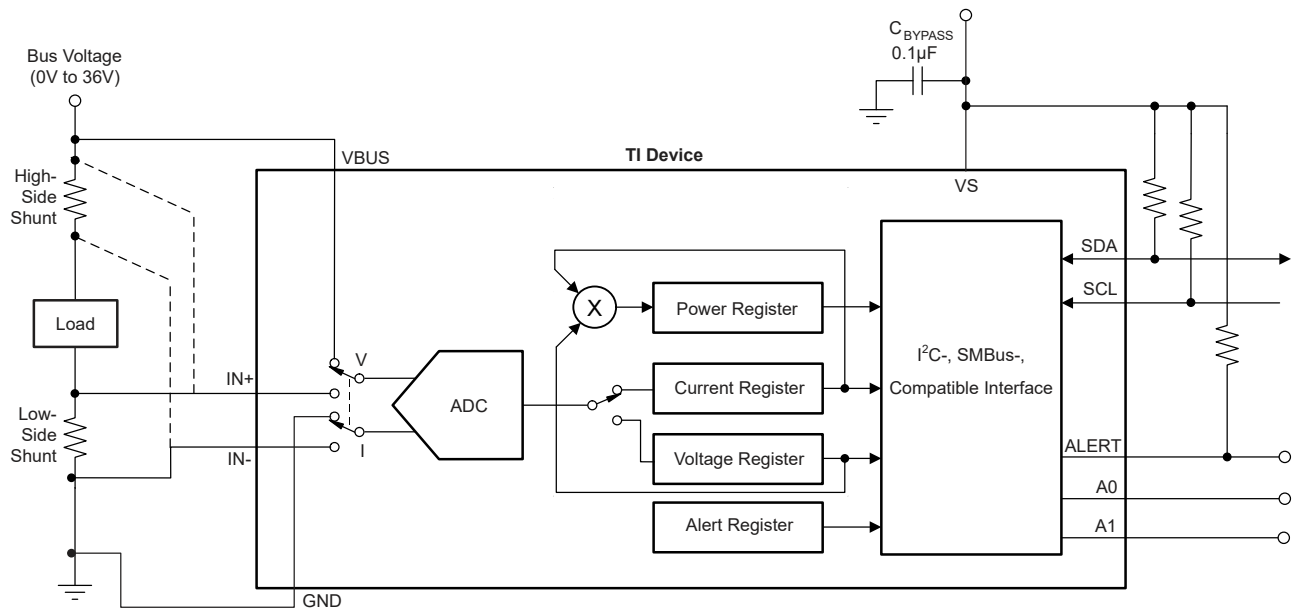 C_BYPASS
0.1µF
Bus Voltage
(0V to 36V)
VBUS
TI Device
VS
High-
Side
Shunt
SDA
SCL
Power Register
X
Load
I²C-, SMBus-,
Compatible Interface
V
IN+
ADC
Current Register
Low-
Side
Shunt
IN-
I
Voltage Register
ALERT
A0
Alert Register
A1
GND